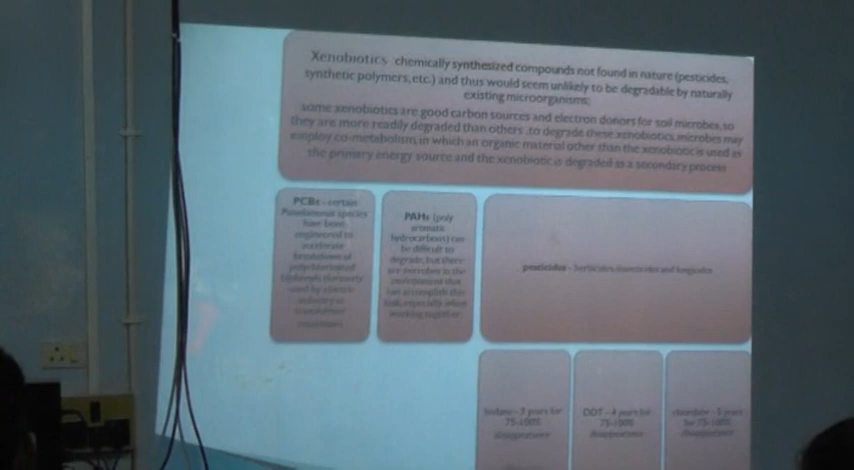 Xenobiotics chemically synthesized compounds not found in nature (pesticides,
synthetic polymers, etc.) and thus would seem unlikely to be degradable by naturally
existing microorganisms;
some xenobiotics are good carbon sources and electron donors for soil microbes, so
they are more readily degraded than others .to degrade these xenobiotics, microbes may
employ co-metabolism, in which an organic material other than the xenobiotic is used as
the primary energy source and the xenobiotic is degraded as a secondary process
PCBs - certain
Pseudomonas species
have been
engineered to
breakdown of
used by electric
PAHs (poly
aromatic
hydrocarbons) can
be difficult to
degrade, but there
are microbes in the
environment that
can accomplish this
task, especially when
working together
pesticides - herbicides, insecticides and fungicides
- 3 years for
75-100%
disappearance
DDT - 4 years for
75-100%
disappearance
chlordane - 5 years
for 75-100%
disappearance